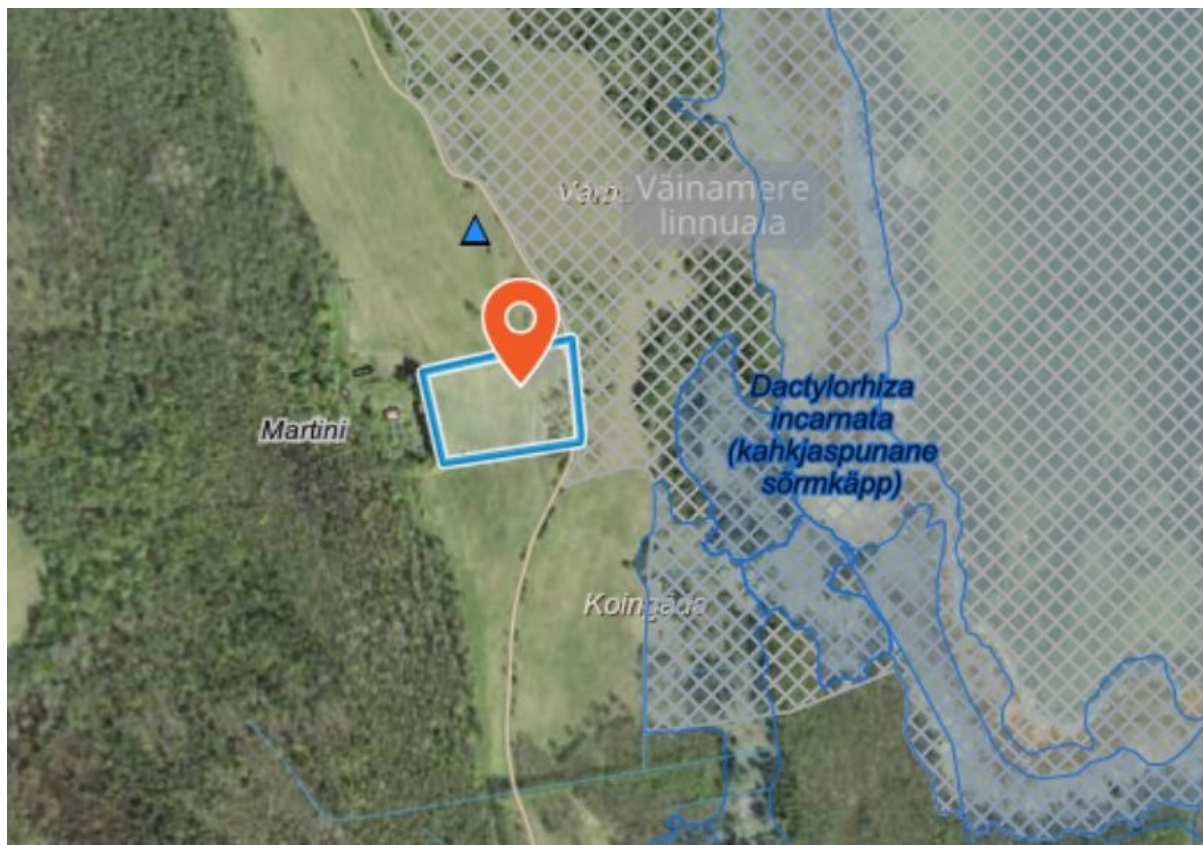 Väinamere
linnuala
Dactylorhiza
incarnata
(kahkjaspunane
sõrmkäpp)
Martini
Koingäda